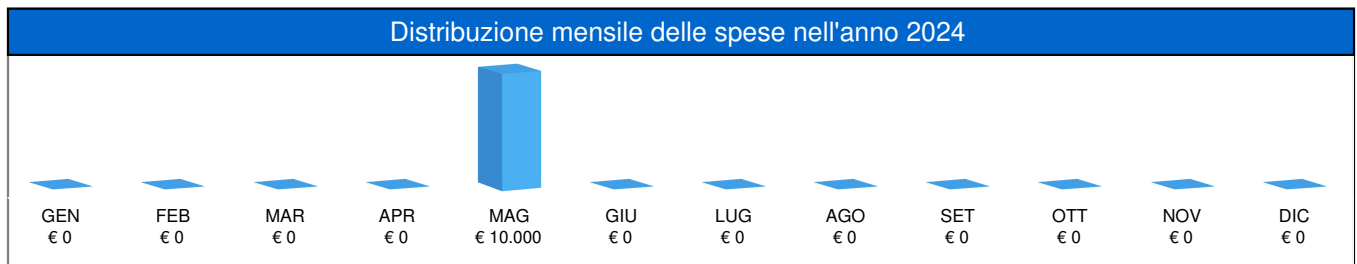 Distribuzione mensile delle spese nell'anno 2024
GEN FEB MAR APR MAG GIU LUG AGO SET OTT NOV DIC
€ 0 € 0 € 0 € 0 € 10.000 € 0 € 0 € 0 € 0 € 0 € 0 € 0